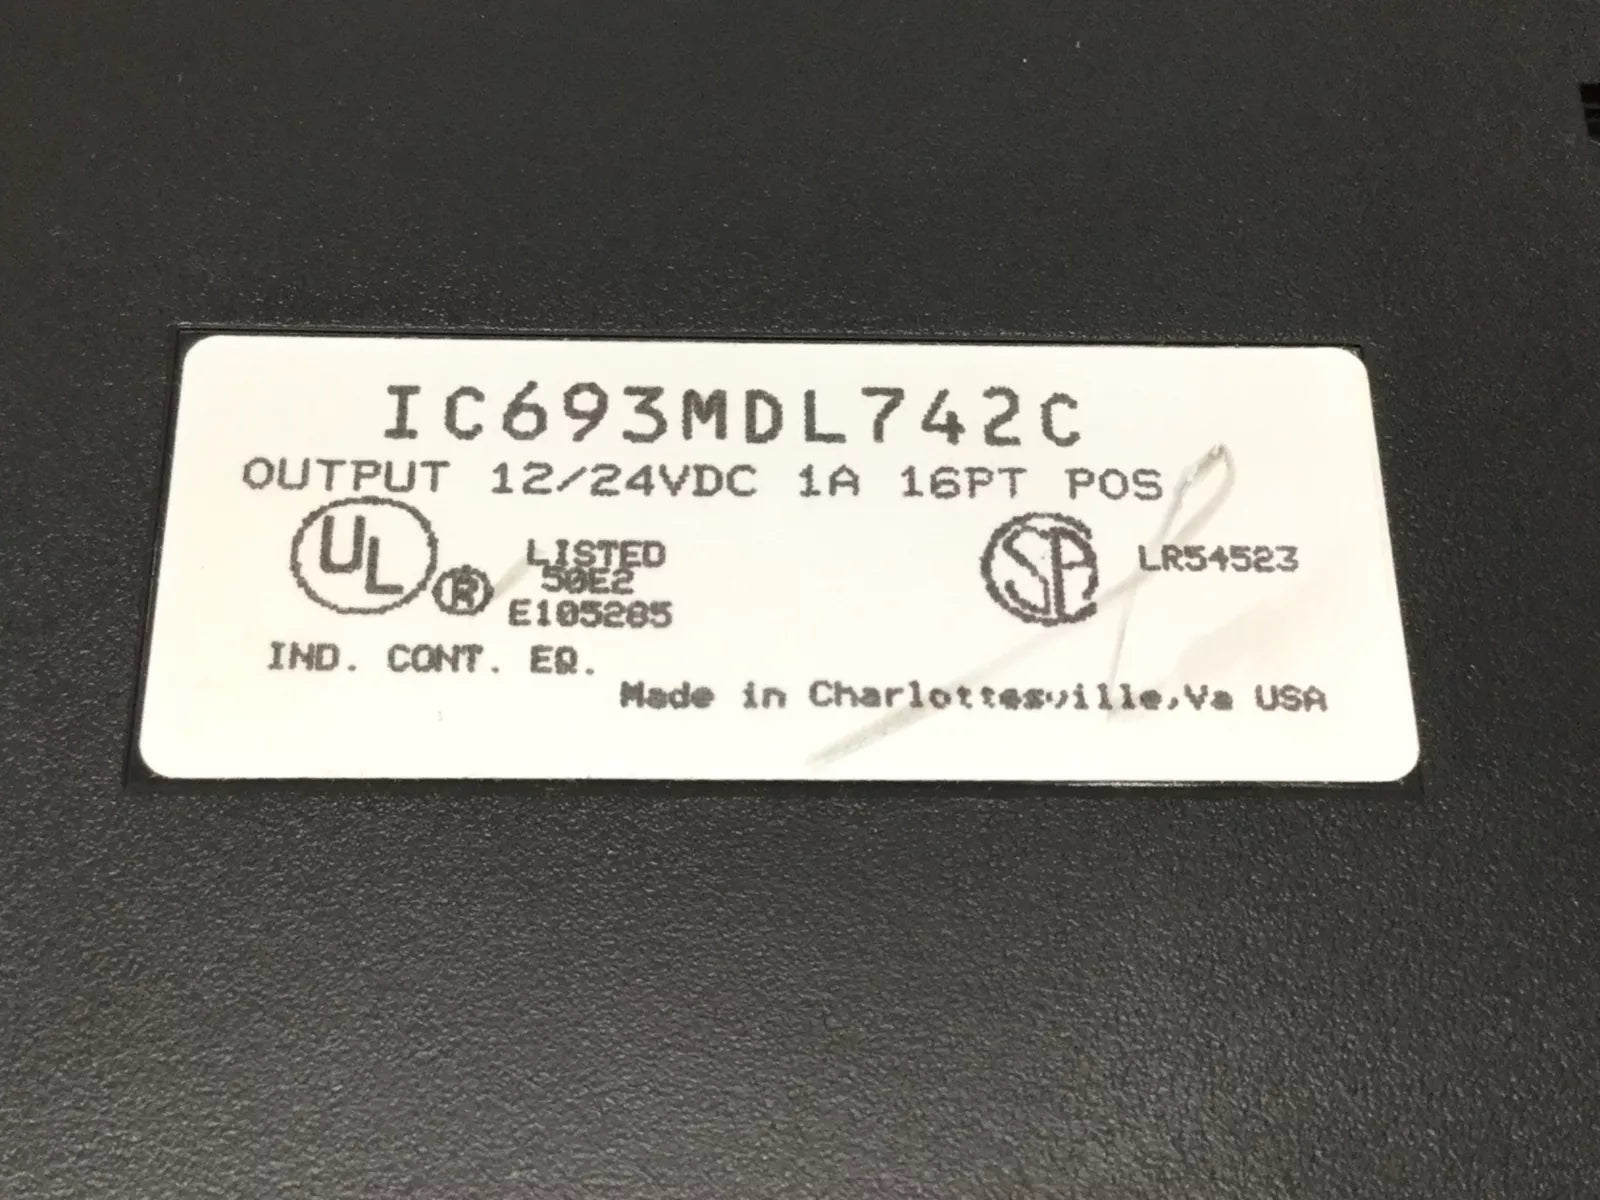 IC693MDL742C
OUTPUT 12/24VDC 1A 16PT POS
UL ® LISTED
50E2
E105285
SA LR54523
IND. CONT. EQ.
Made in Charlottesville,Va USA